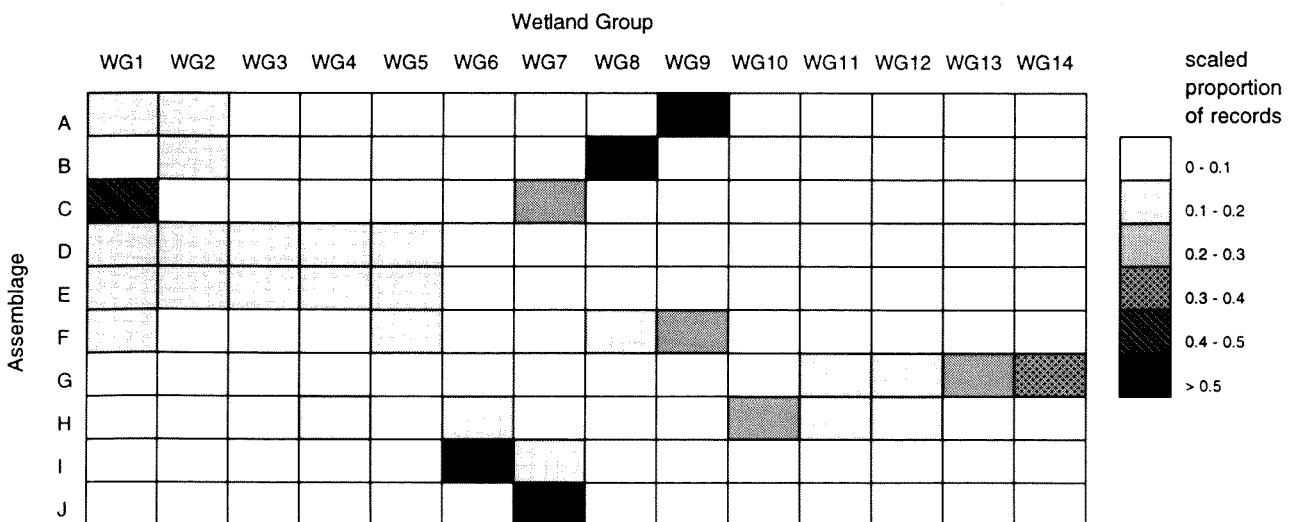 Wetland Group
WG1 WG2 WG3 WG4 WG5 WG6 WG7 WG8 WG9 WG10 WG11 WG12 WG13 WG14
scaled
proportion
of records
A
B
C
D
E
F
G
H
I
J
Assemblage
0 - 0.1
0.1 - 0.2
0.2 - 0.3
0.3 - 0.4
0.4 - 0.5
> 0.5